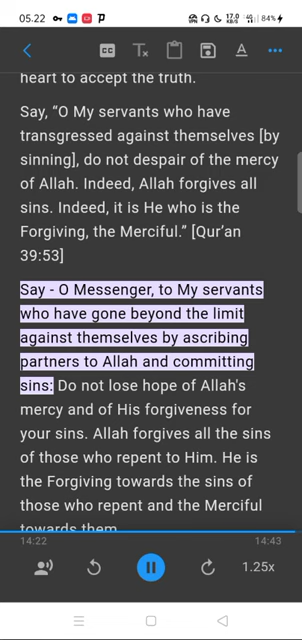 05.22
17.0
84%
CC
heart to accept the truth.
Say, “O My servants who have
transgressed against themselves [by
sinning], do not despair of the mercy
of Allah. Indeed, Allah forgives all
sins. Indeed, it is He who is the
Forgiving, the Merciful.” [Qur’an
39:53]
Say - O Messenger, to My servants
who have gone beyond the limit
against themselves by ascribing
partners to Allah and committing
sins: Do not lose hope of Allah's
mercy and of His forgiveness for
your sins. Allah forgives all the sins
of those who repent to Him. He is
the Forgiving towards the sins of
those who repent and the Merciful
towards them
14:22 14:43
1.25x